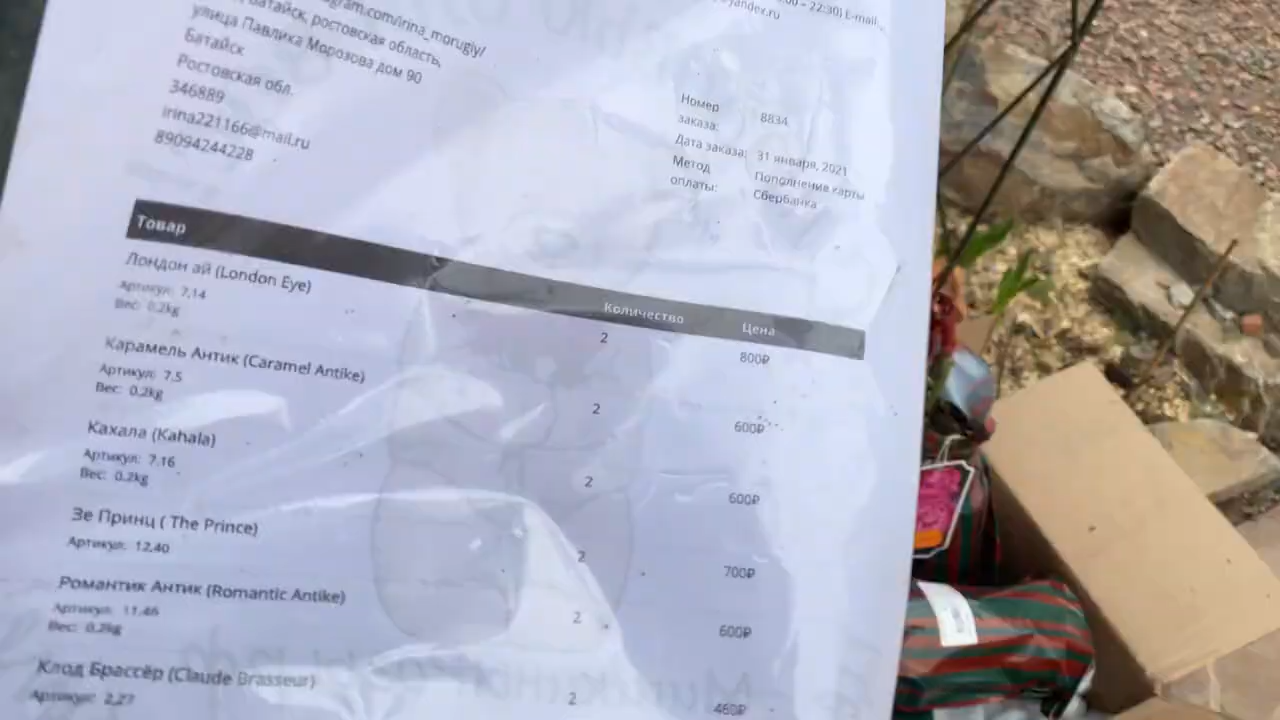 agram.com/irina_morugiy/
Батайск, ростовская область,
улица Павлика Морозова дом 90
Батайск
Ростовская обл.
346889
irina221166@mail.ru
89094244228
– 22:30) E-mail:
yandex.ru
Номер заказа: 8834
Дата заказа: 31 января, 2021
Метод оплаты: Пополнение карты Сбербанка
Товар Количество Цена
Лондон ай (London Eye) 2 800₽
Артикул: 7,14
Вес: 0.2kg
Карамель Антик (Caramel Antike) 2 600₽
Артикул: 7,5
Вес: 0.2kg
Кахала (Kahala) 2 600₽
Артикул: 7.16
Вес: 0.2kg
Зе Принц ( The Prince) 2 700₽
Артикул: 12,40
Романтик Антик (Romantic Antike) 2 600₽
Артикул: 11,46
Вес: 0.2kg
Клод Брассёр (Claude Brasseur) 2 460₽
Артикул: 2,27